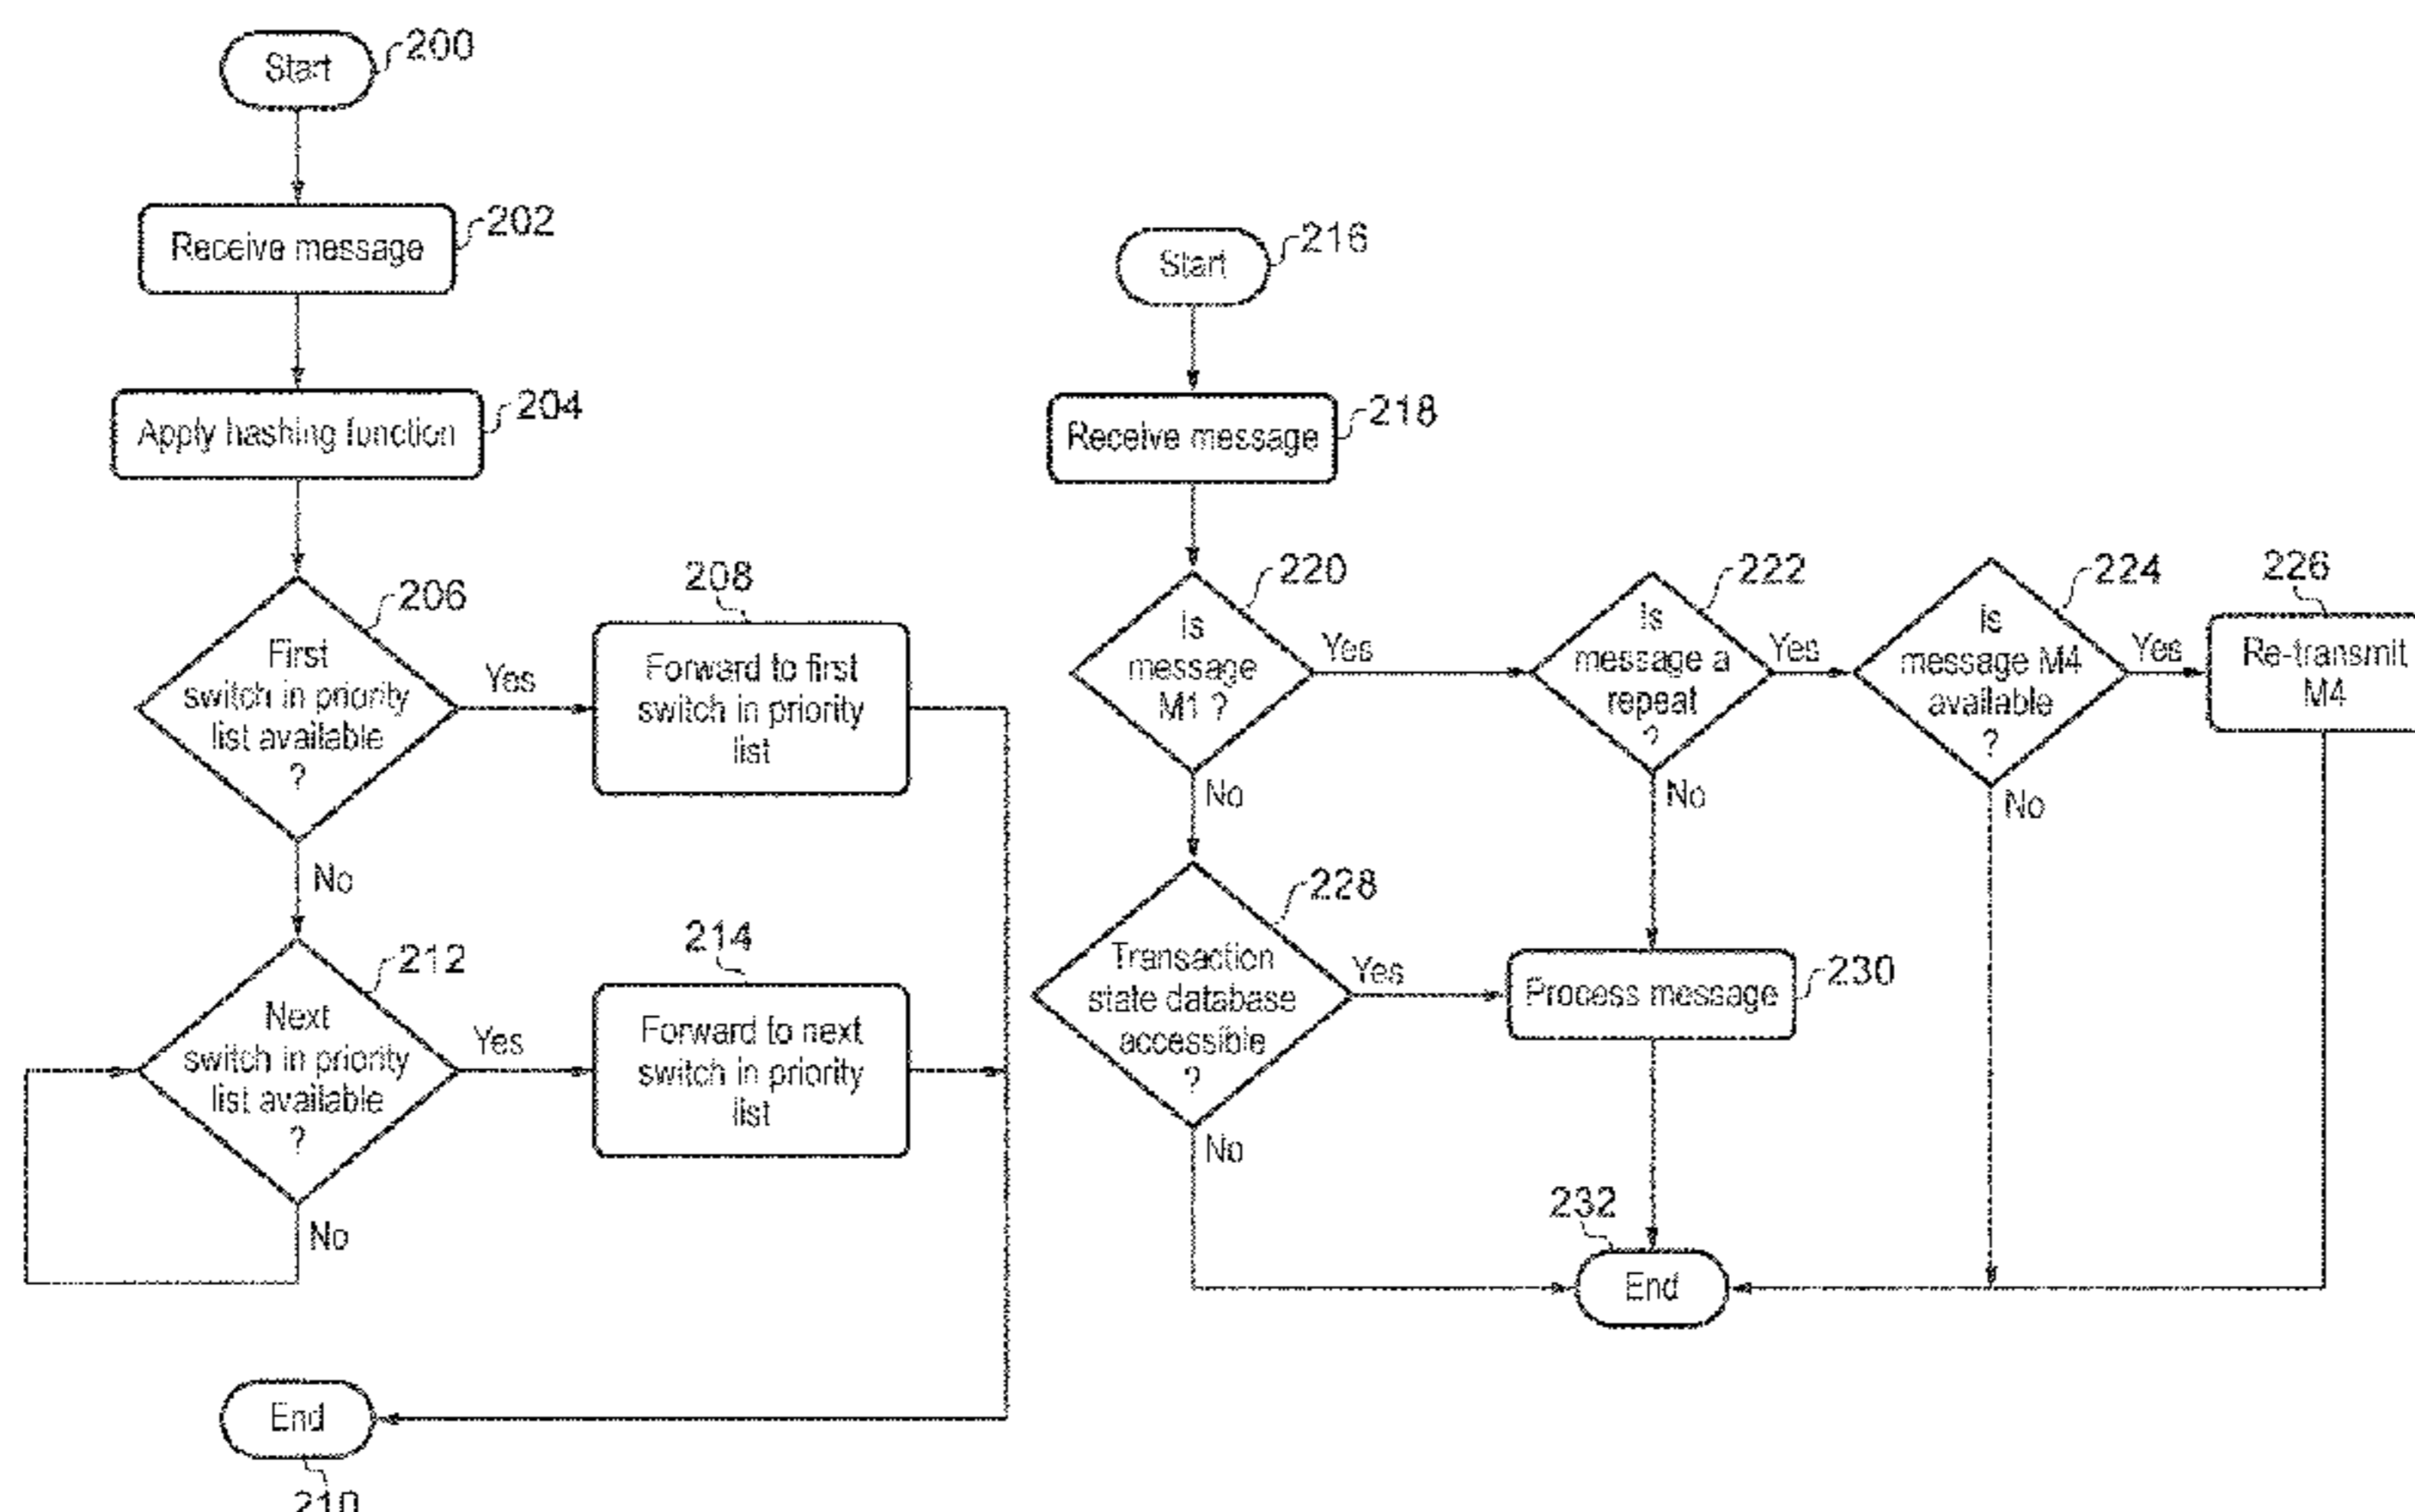 Start
200
Receive message
202
Apply hashing function
204
First
switch in priority
list available
?
206
Yes
No
208
Forward to first
switch in priority
list
Next
switch in priority
list available
?
212
Yes
No
214
Forward to next
switch in priority
list
End
210
Start
216
Receive message
218
Is
message
M1 ?
220
Yes
No
Is
message a
repeat
?
222
Yes
No
Is
message M4
available
?
224
Yes
No
226
Re-transmit
M4
Transaction
state database
accessible
?
228
Yes
No
Process message
230
232
End